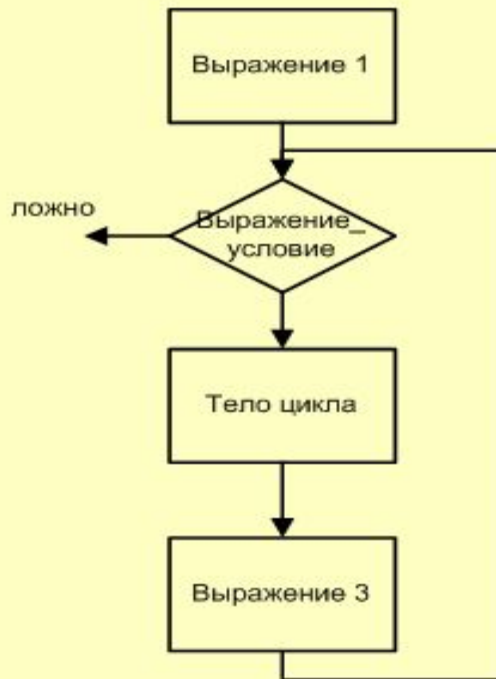 Выражение 1
ложно
Выражение_
условие
Тело цикла
Выражение 3